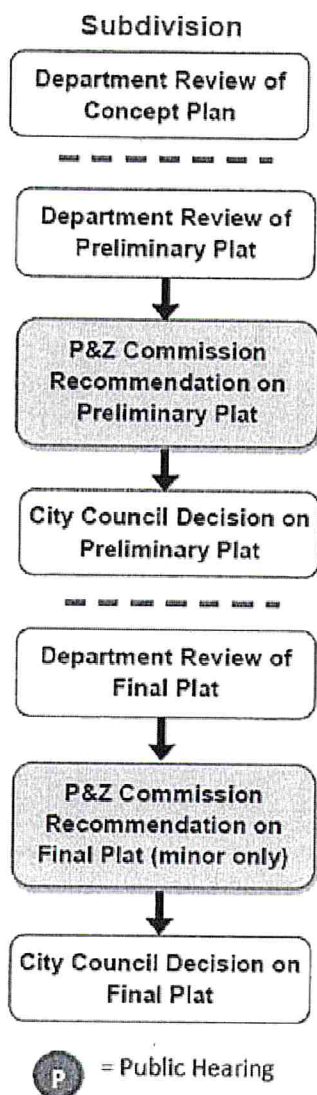 Subdivision
Department Review of
Concept Plan
Department Review of
Preliminary Plat
P&Z Commission
Recommendation on
Preliminary Plat
City Council Decision on
Preliminary Plat
Department Review of
Final Plat
P&Z Commission
Recommendation on
Final Plat (minor only)
City Council Decision on
Final Plat
P = Public Hearing